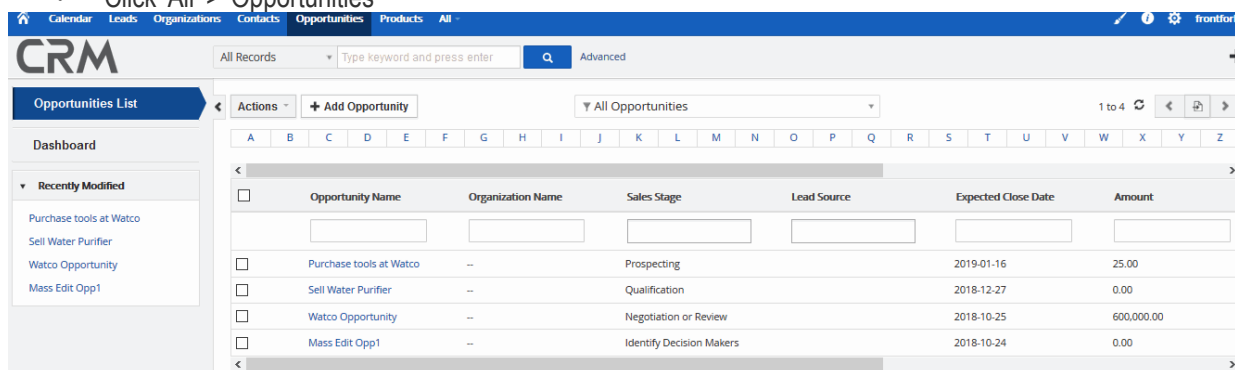 • Click 'All > Opportunities'
Calendar Leads Organizations Contacts Opportunities Products All
CRM
All Records Type keyword and press enter Advanced
Opportunities List
Actions + Add Opportunity All Opportunities 1 to 4
Dashboard
A B C D E F G H I J K L M N O P Q R S T U V W X Y Z
Recently Modified
Purchase tools at Watco
Sell Water Purifier
Watco Opportunity
Mass Edit Opp1
Opportunity Name Organization Name Sales Stage Lead Source Expected Close Date Amount
Purchase tools at Watco -- Prospecting 2019-01-16 25.00
Sell Water Purifier -- Qualification 2018-12-27 0.00
Watco Opportunity -- Negotiation or Review 2018-10-25 600,000.00
Mass Edit Opp1 -- Identify Decision Makers 2018-10-24 0.00